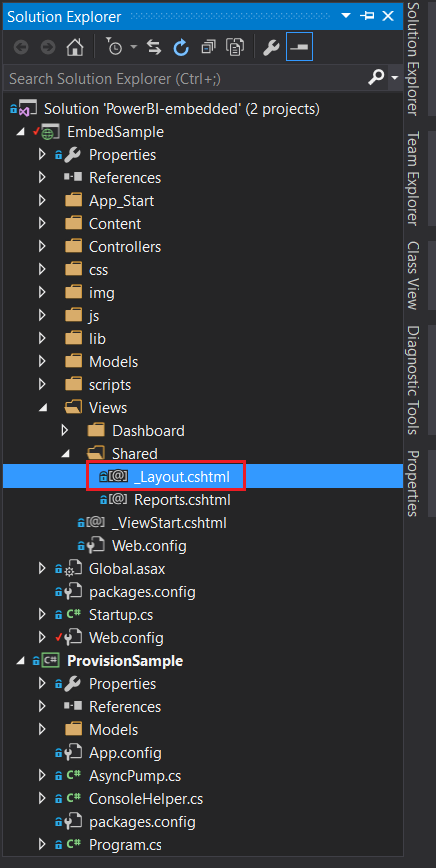 Solution Explorer
Search Solution Explorer (Ctrl+;)
Solution 'PowerBI-embedded' (2 projects)
EmbedSample
Properties
References
App_Start
Content
Controllers
css
img
js
lib
Models
scripts
Views
Dashboard
Shared
[@] _Layout.cshtml
[@] Reports.cshtml
[@] _ViewStart.cshtml
Web.config
Global.asax
packages.config
C# Startup.cs
Web.config
C# ProvisionSample
Properties
References
Models
App.config
C# AsyncPump.cs
C# ConsoleHelper.cs
packages.config
C# Program.cs
Solution Explorer
Team Explorer
Class View
Diagnostic Tools
Properties